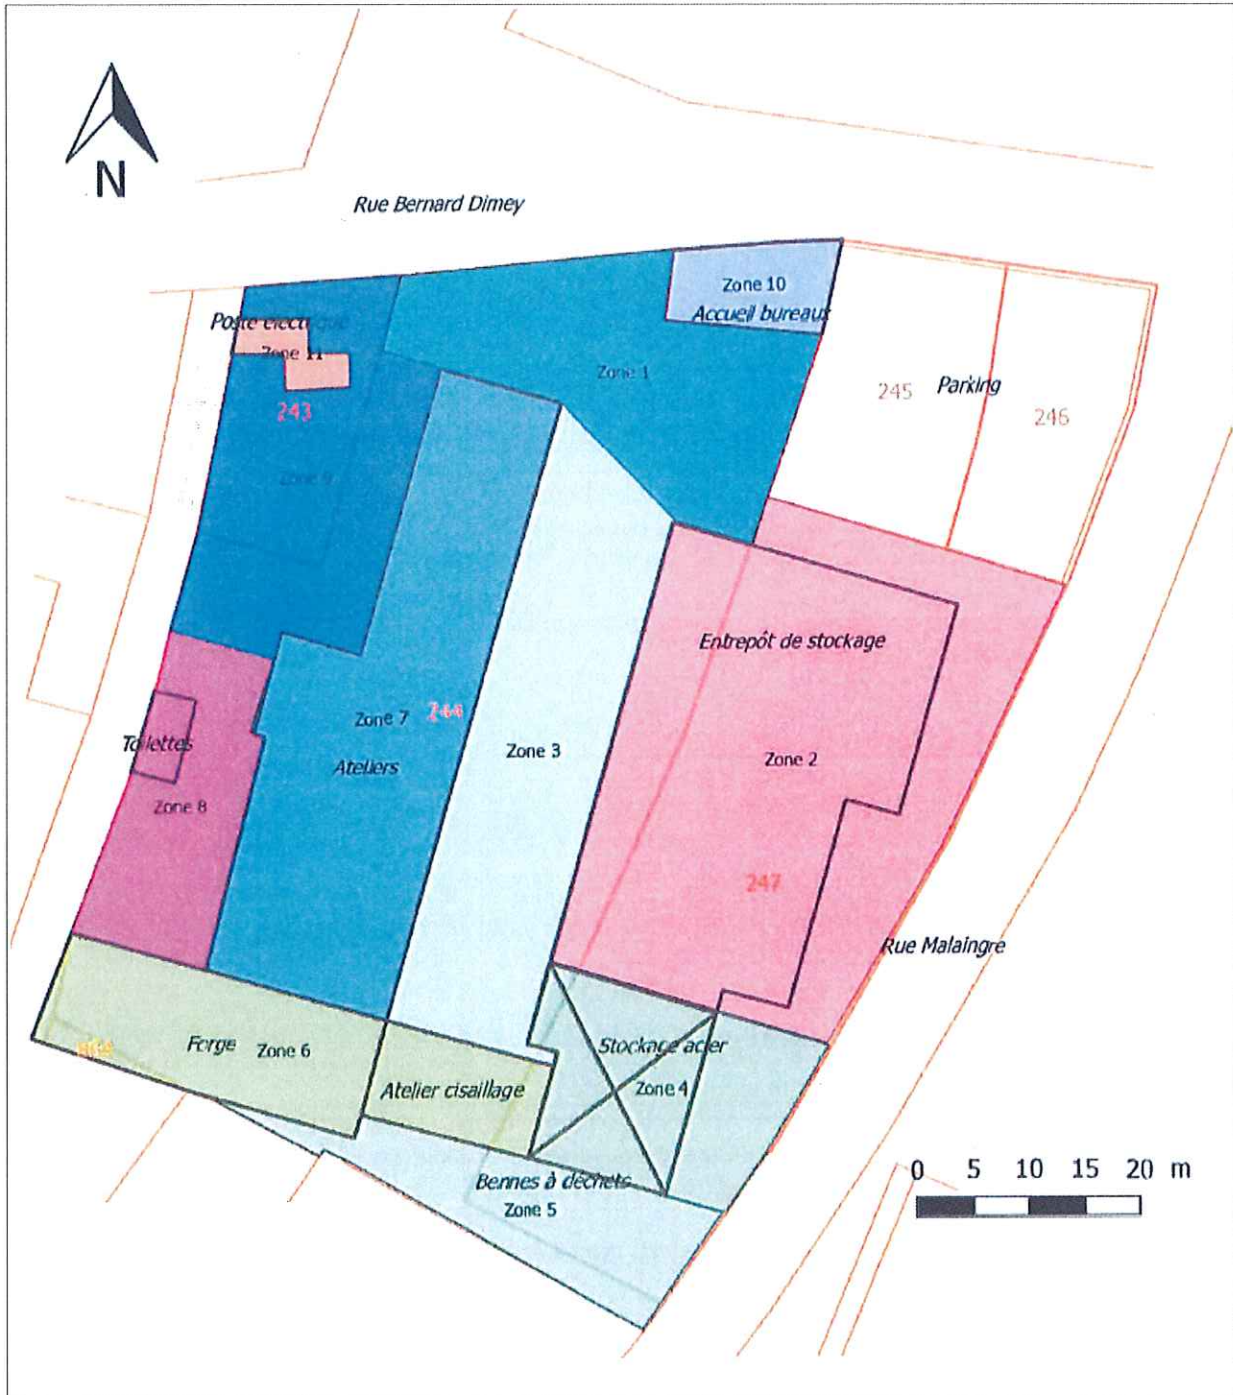 N
Rue Bernard Dimey
Zone 10
Accueil bureaux
Poste électrique
Zone 11
Zone 1
245
Parking
246
243
Zone 9
Entrepôt de stockage
Zone 7
244
Toilettes
Zone 3
Zone 2
Ateliers
Zone 8
247
Rue Malaingre
Forge
Zone 6
Stockage acier
Atelier cisaillage
Zone 4
Bennes à déchets
Zone 5
0 5 10 15 20 m